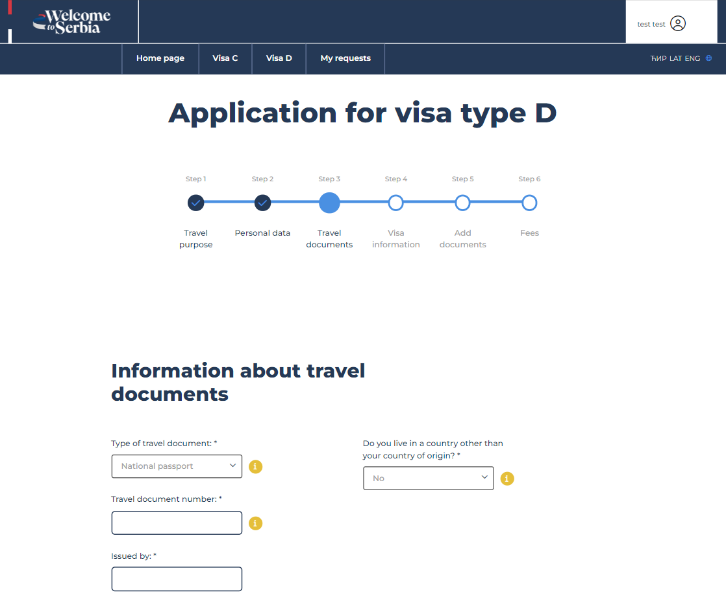 Welcome
to Serbia
test test
Home page
Visa C
Visa D
My requests
ЋИР LAT ENG
Application for visa type D
Step 1
Step 2
Step 3
Step 4
Step 5
Step 6
Travel
purpose
Personal data
Travel
documents
Visa
information
Add
documents
Fees
Information about travel
documents
Type of travel document: *
National passport
i
Do you live in a country other than
your country of origin? *
No
i
Travel document number: *
i
Issued by: *